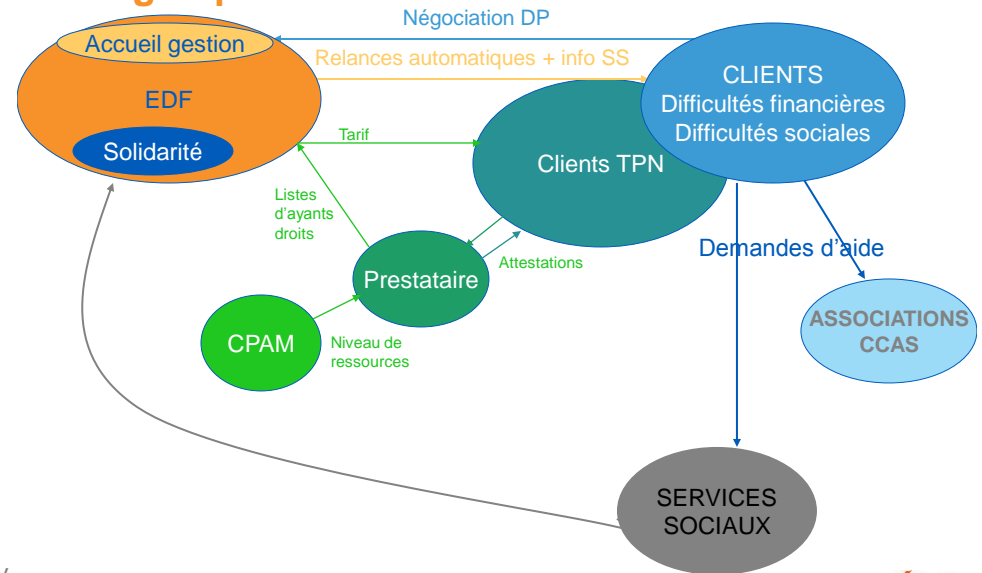 Négociation DP
Accueil gestion
Relances automatiques + info SS
CLIENTS
Difficultés financières
Difficultés sociales
EDF
Tarif
Solidarité
Clients TPN
Listes
d'ayants
droits
Demandes d'aide
Attestations
Prestataire
ASSOCIATIONS
CCAS
CPAM
Niveau de
ressources
SERVICES
SOCIAUX